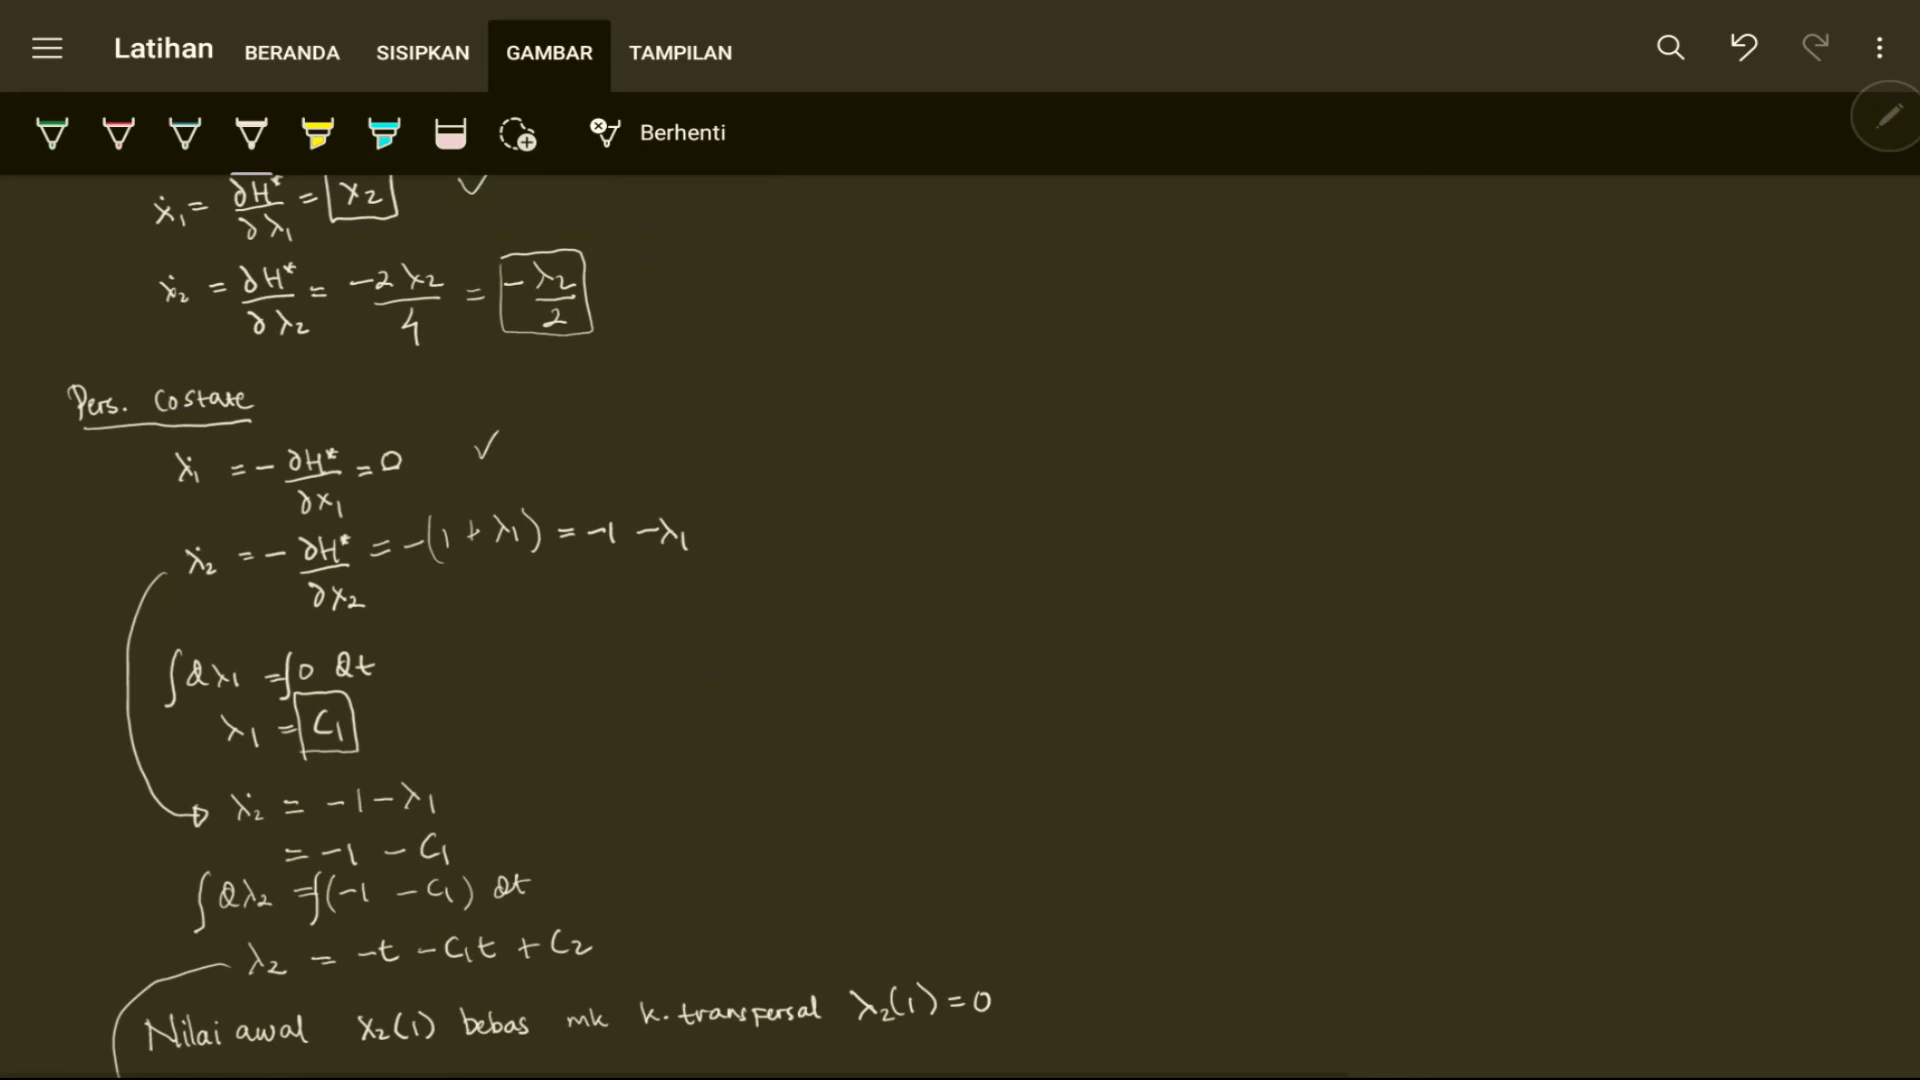 Latihan BERANDA SISIPKAN GAMBAR TAMPILAN
Berhenti
ẋ₁ = ∂H*/∂λ₁ = x₂ ✓
ẋ₂ = ∂H*/∂λ₂ = -2λ₂/4 = -λ₂/2
Pers. Costate
λ̇₁ = -∂H*/∂x₁ = 0 ✓
λ̇₂ = -∂H*/∂x₂ = -(1 + λ₁) = -1 - λ₁
∫dλ₁ = ∫0 dt
λ₁ = C₁
λ̇₂ = -1 - λ₁
= -1 - C₁
∫dλ₂ = ∫(-1 - C₁) dt
λ₂ = -t - C₁t + C₂
Nilai awal x₂(1) bebas mk k. transpersal λ₂(1) = 0